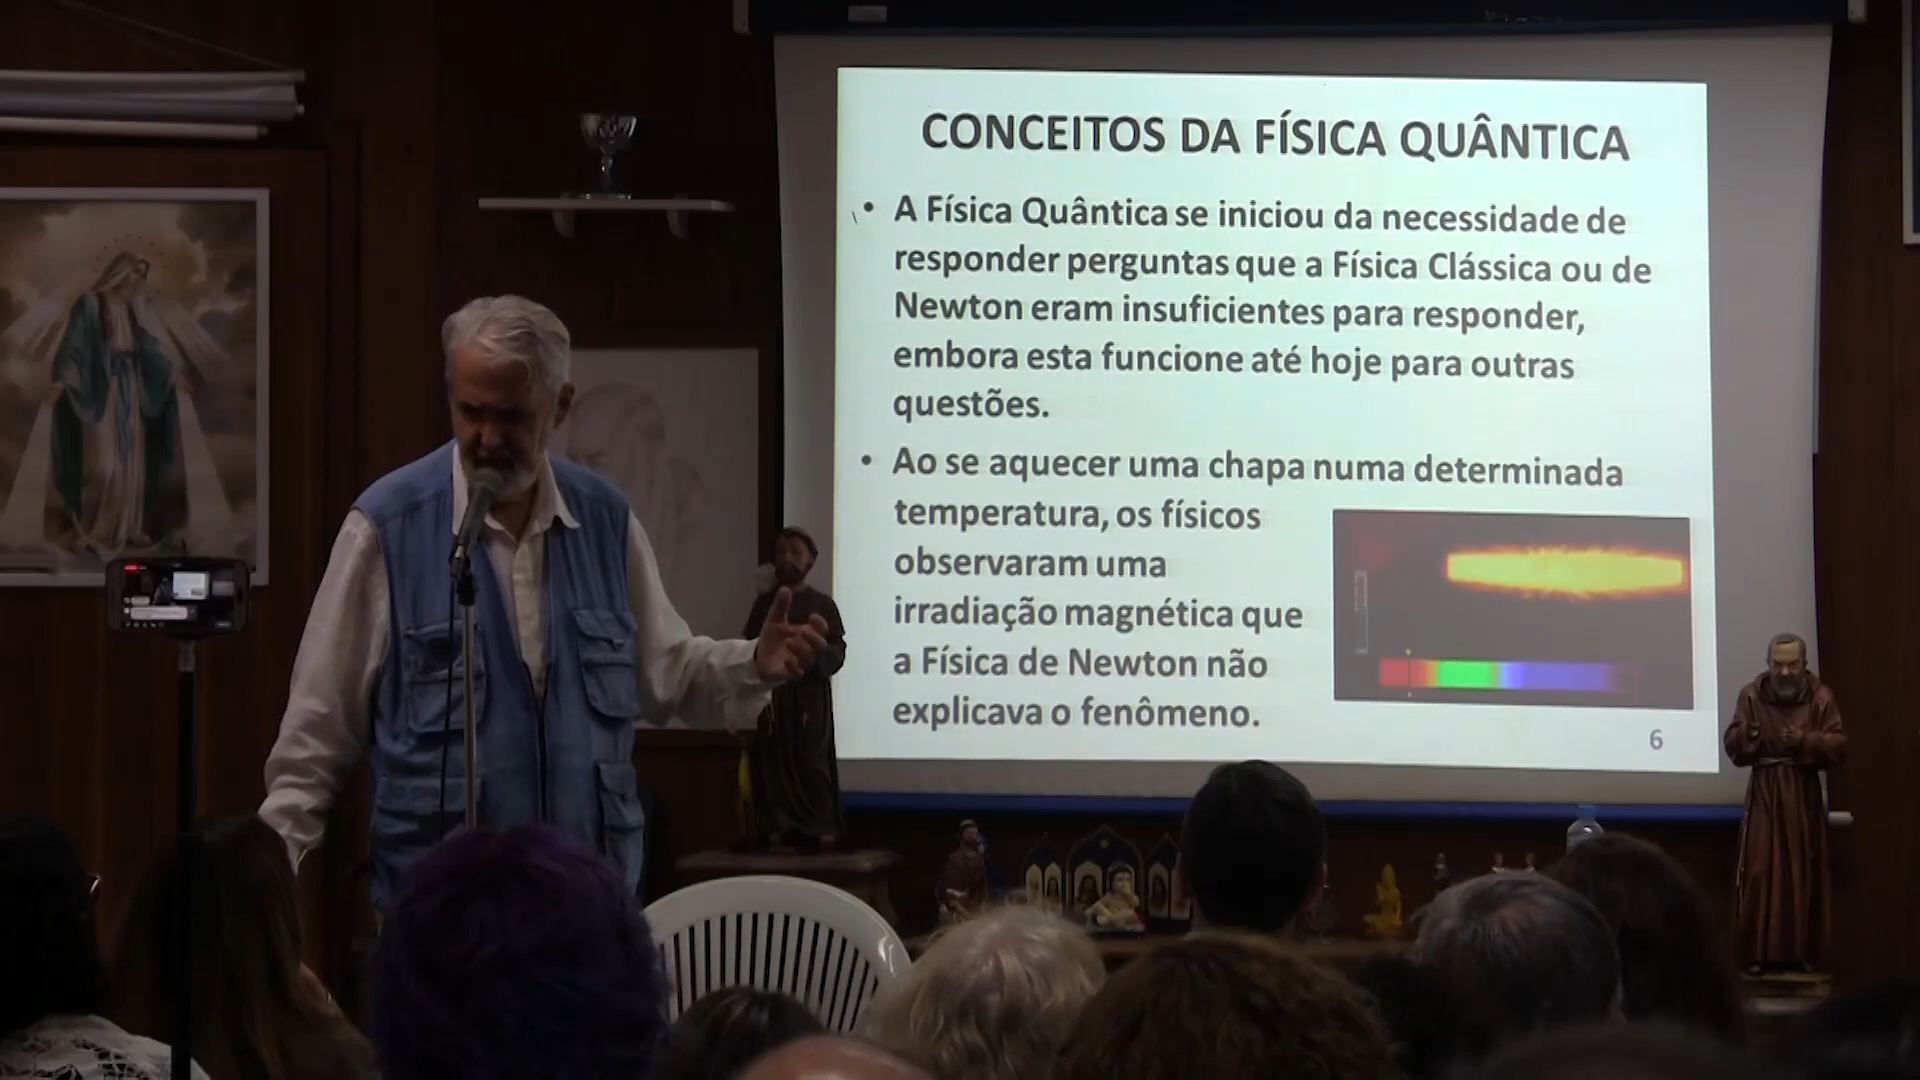 CONCEITOS DA FÍSICA QUÂNTICA
• A Física Quântica se iniciou da necessidade de
responder perguntas que a Física Clássica ou de
Newton eram insuficientes para responder,
embora esta funcione até hoje para outras
questões.
• Ao se aquecer uma chapa numa determinada
temperatura, os físicos
observaram uma
irradiação magnética que
a Física de Newton não
explicava o fenômeno.
6